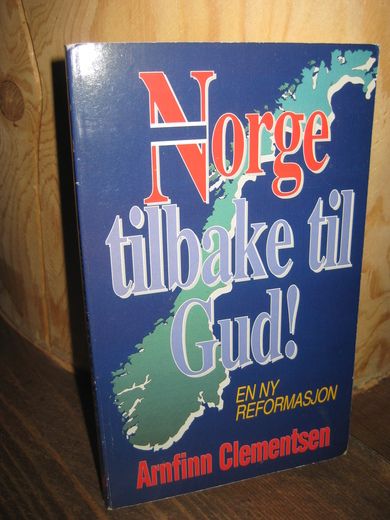 Norge
tilbake til
Gud!
EN NY
REFORMASJON
Arnfinn Clementsen